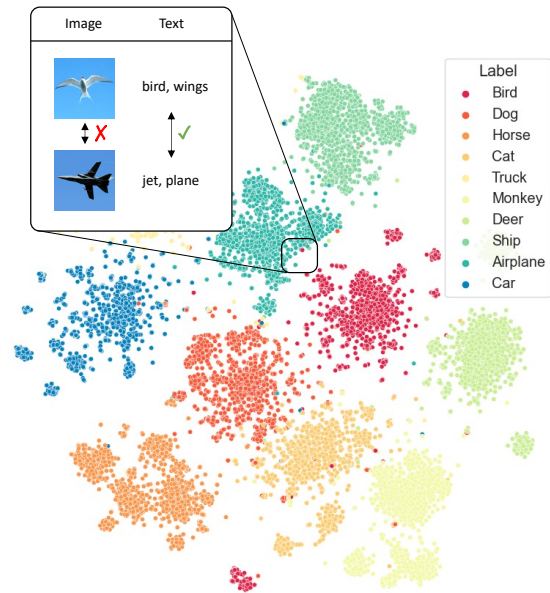 Image Text
bird, wings
✗ ✓
jet, plane
Label
Bird
Dog
Horse
Cat
Truck
Monkey
Deer
Ship
Airplane
Car